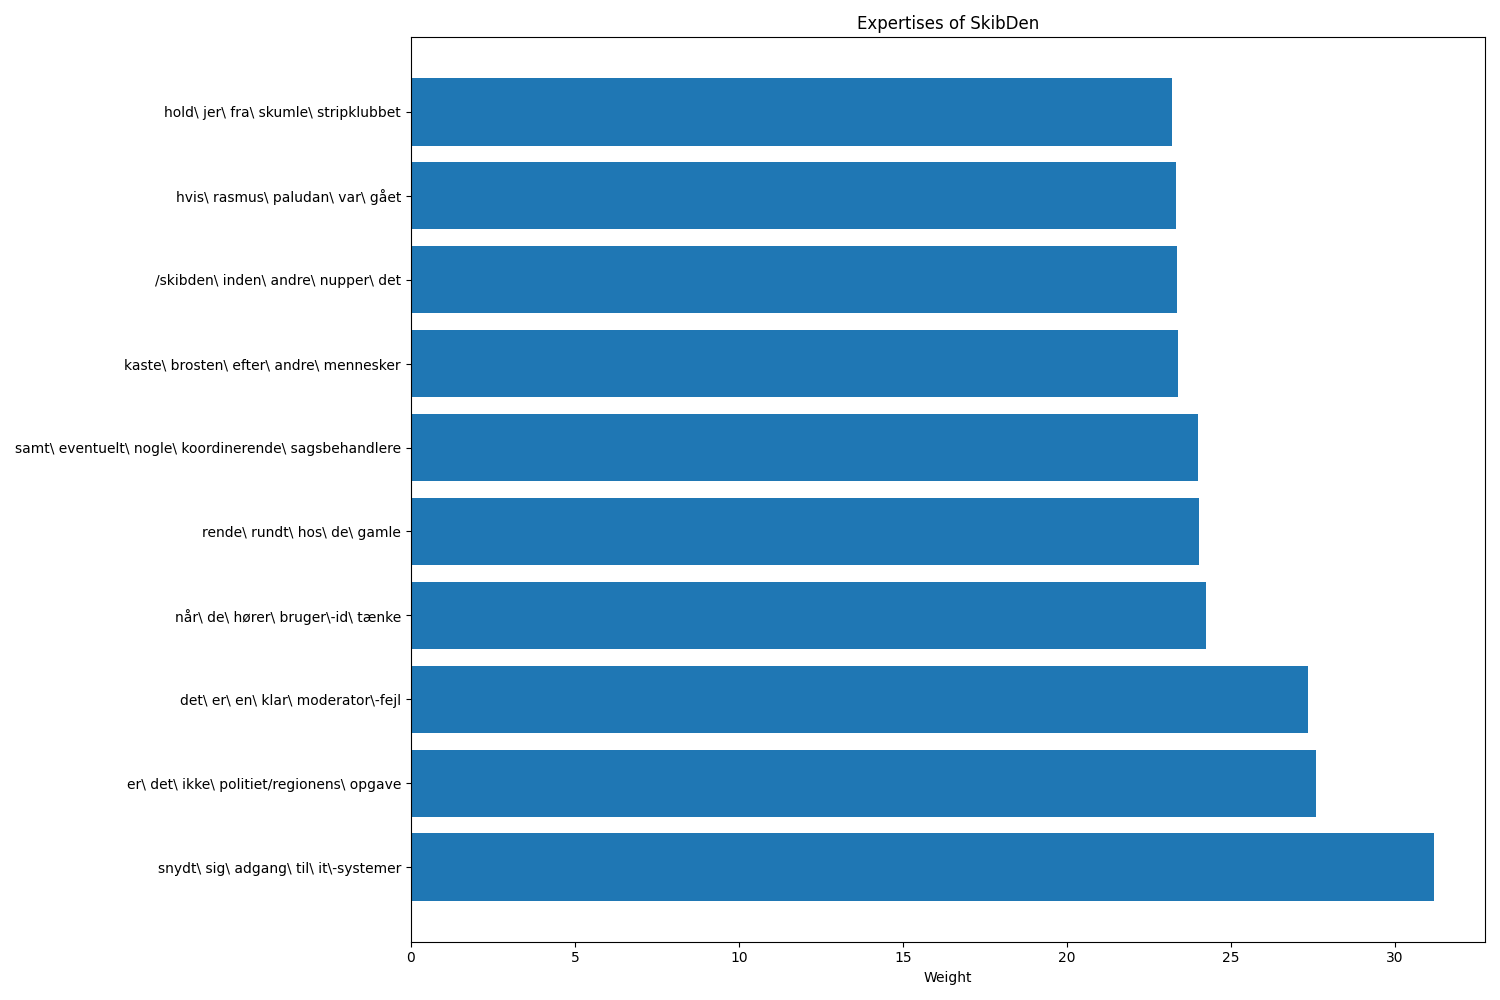 Expertises of SkibDen
hold\ jer\ fra\ skumle\ stripklubbet
hvis\ rasmus\ paludan\ var\ gået
/skibden\ inden\ andre\ nupper\ det
kaste\ brosten\ efter\ andre\ mennesker
samt\ eventuelt\ nogle\ koordinerende\ sagsbehandlere
rende\ rundt\ hos\ de\ gamle
når\ de\ hører\ bruger\-id\ tænke
det\ er\ en\ klar\ moderator\-fejl
er\ det\ ikke\ politiet/regionens\ opgave
snydt\ sig\ adgang\ til\ it\-systemer
0 5 10 15 20 25 30
Weight